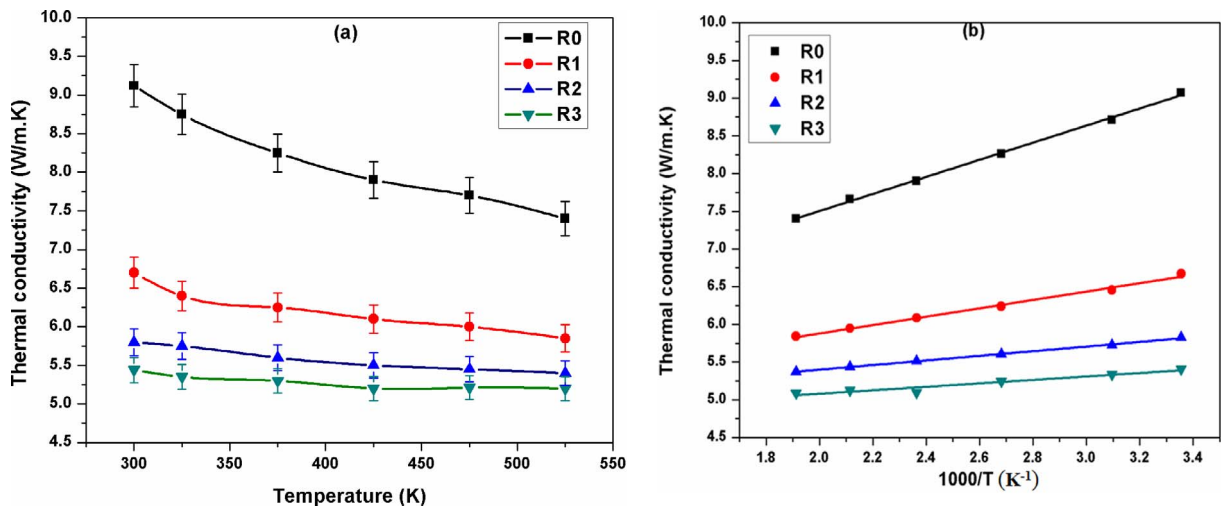 (a)
R0
R1
R2
R3
10.0
9.5
9.0
8.5
8.0
7.5
7.0
6.5
6.0
5.5
5.0
4.5
Thermal conductivity (W/m.K)
300
350
400
450
500
550
Temperature (K)
(b)
R0
R1
R2
R3
10.0
9.5
9.0
8.5
8.0
7.5
7.0
6.5
6.0
5.5
5.0
4.5
Thermal conductivity (W/m.K)
1.8
2.0
2.2
2.4
2.6
2.8
3.0
3.2
3.4
1000/T (K⁻¹)